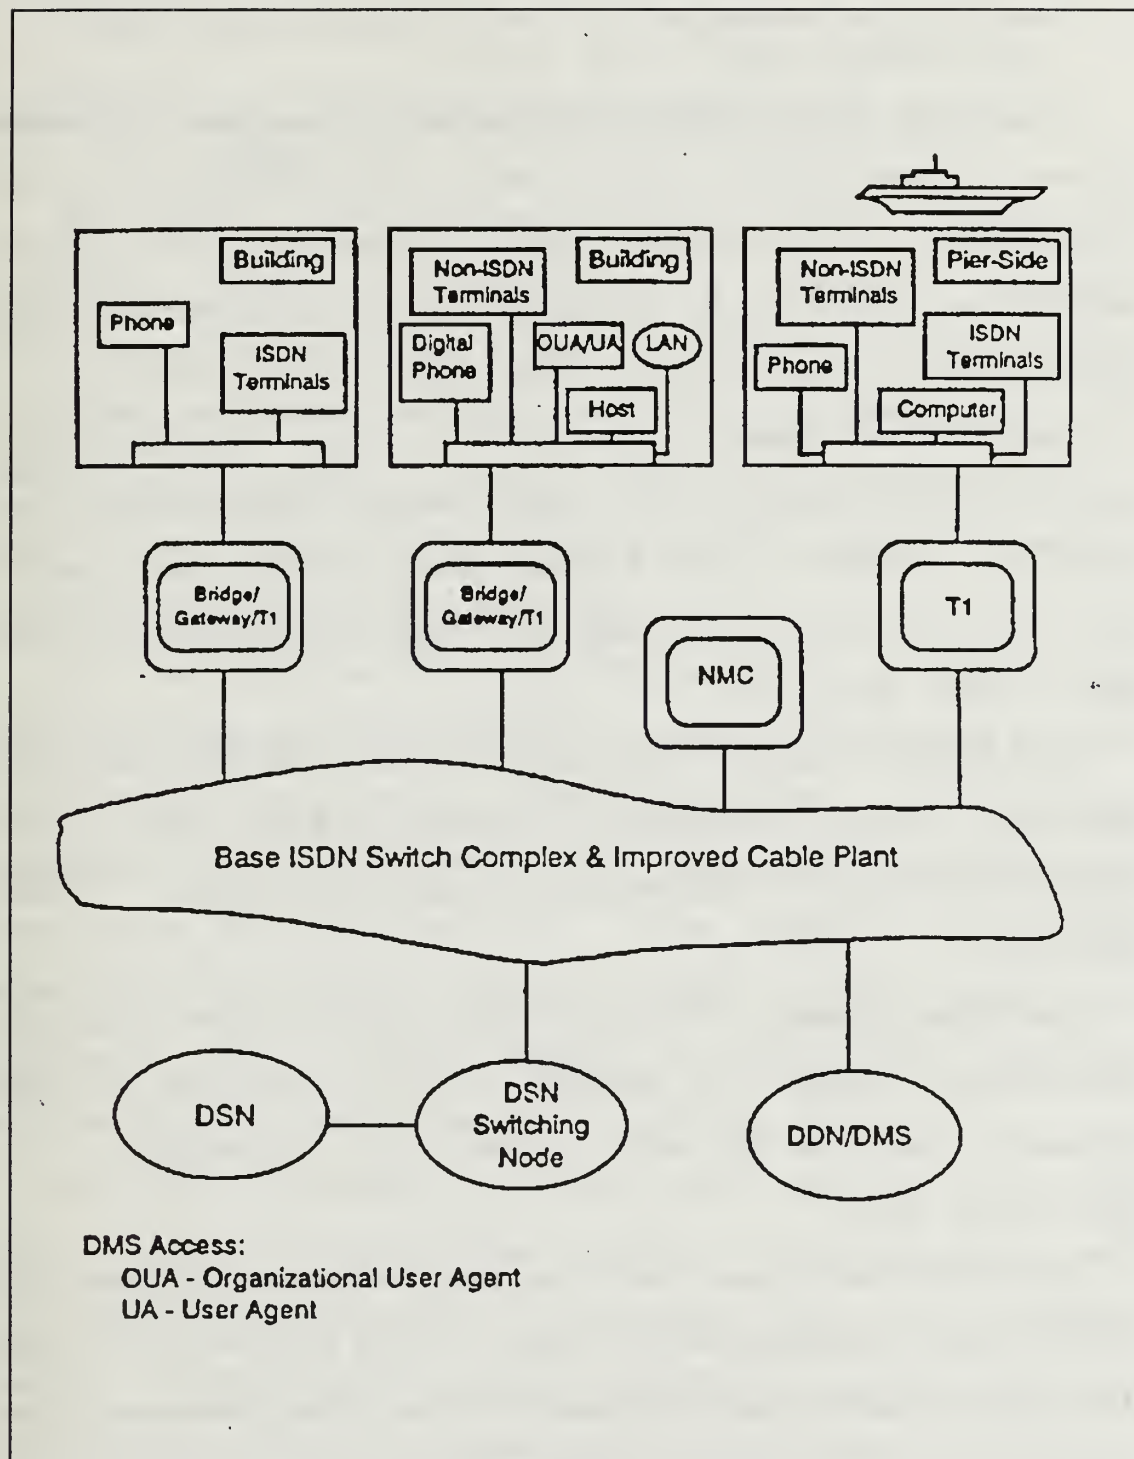 Building
Phone
ISDN
Terminals
Non-ISDN
Terminals
Building
Digital
Phone
OUA/UA
LAN
Host
Non-ISDN
Terminals
Pier-Side
Phone
ISDN
Terminals
Computer
Bridge/
Gateway/T1
Bridge/
Gateway/T1
NMC
T1
Base ISDN Switch Complex & Improved Cable Plant
DSN
DSN
Switching
Node
DDN/DMS
DMS Access:
OUA - Organizational User Agent
UA - User Agent